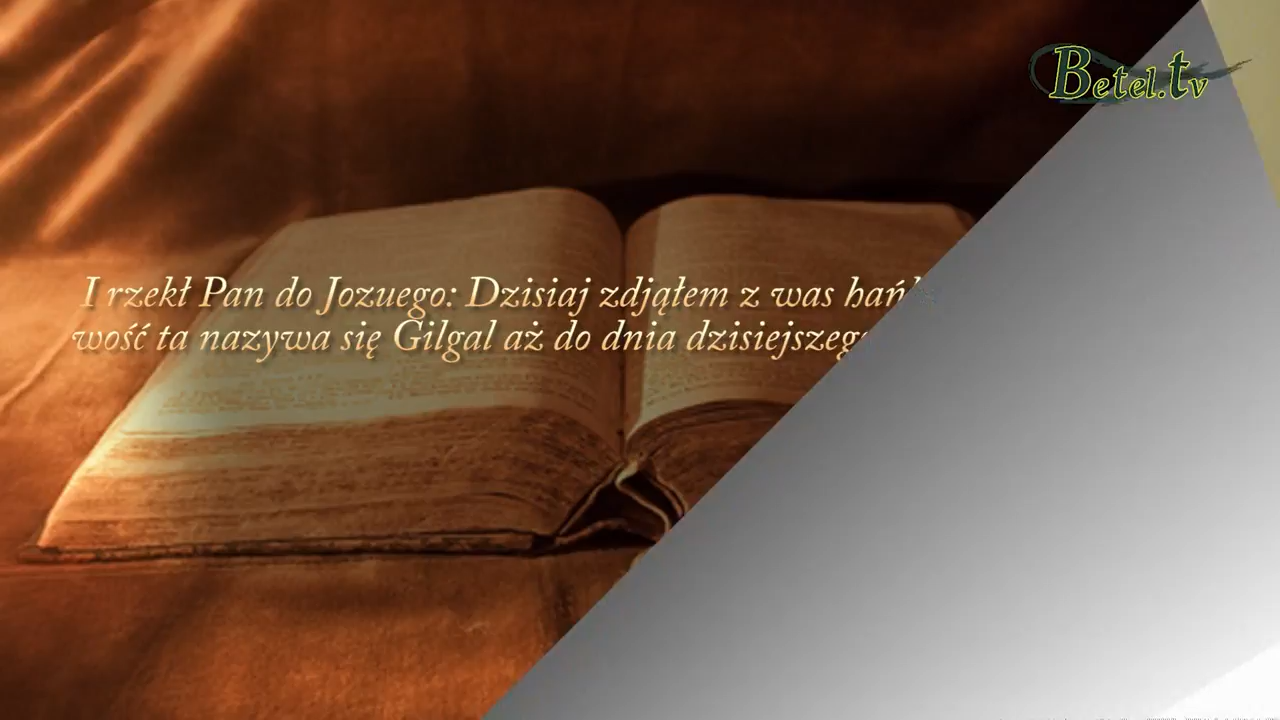 Betel.tv
I rzekł Pan do Jozuego: Dzisiaj zdjąłem z was
wość ta nazywa się Gilgal aż do dnia